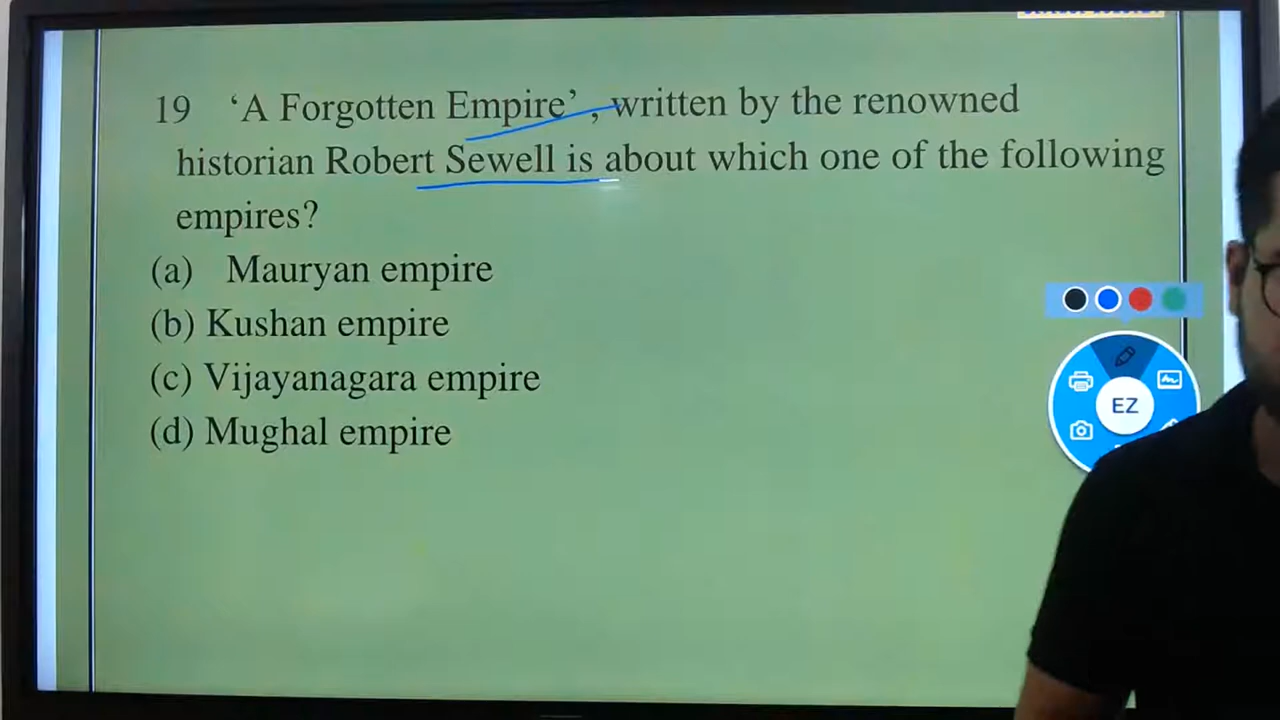 19 ‘A Forgotten Empire’, written by the renowned
historian Robert Sewell is about which one of the following
empires?
(a) Mauryan empire
(b) Kushan empire
(c) Vijayanagara empire
(d) Mughal empire
EZ